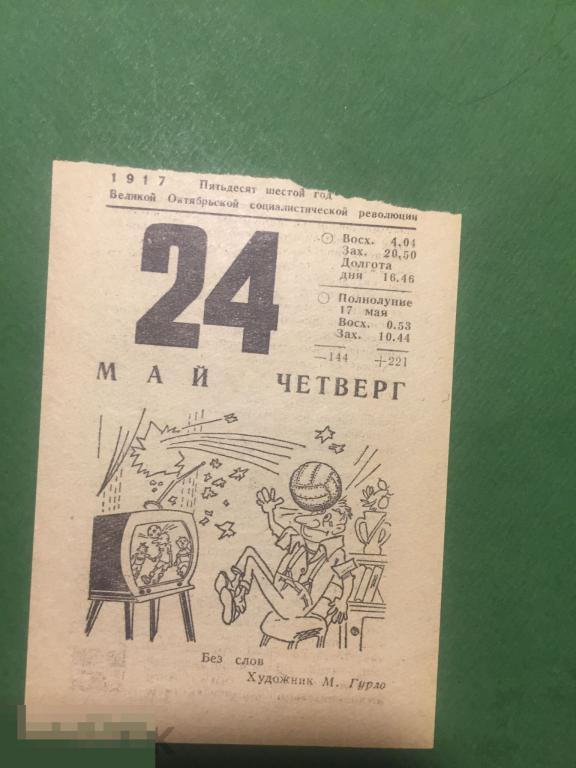 1917 Пятьдесят шестой год
Великой Октябрьской социалистической революции
24
МАЙ ЧЕТВЕРГ
Восх. 4.04
Зах. 20.50
Долгота
дня 16.46
Полнолуние
17 мая
Восх. 0.53
Зах. 10.44
—144 +221
Без слов
Художник М. Гурло